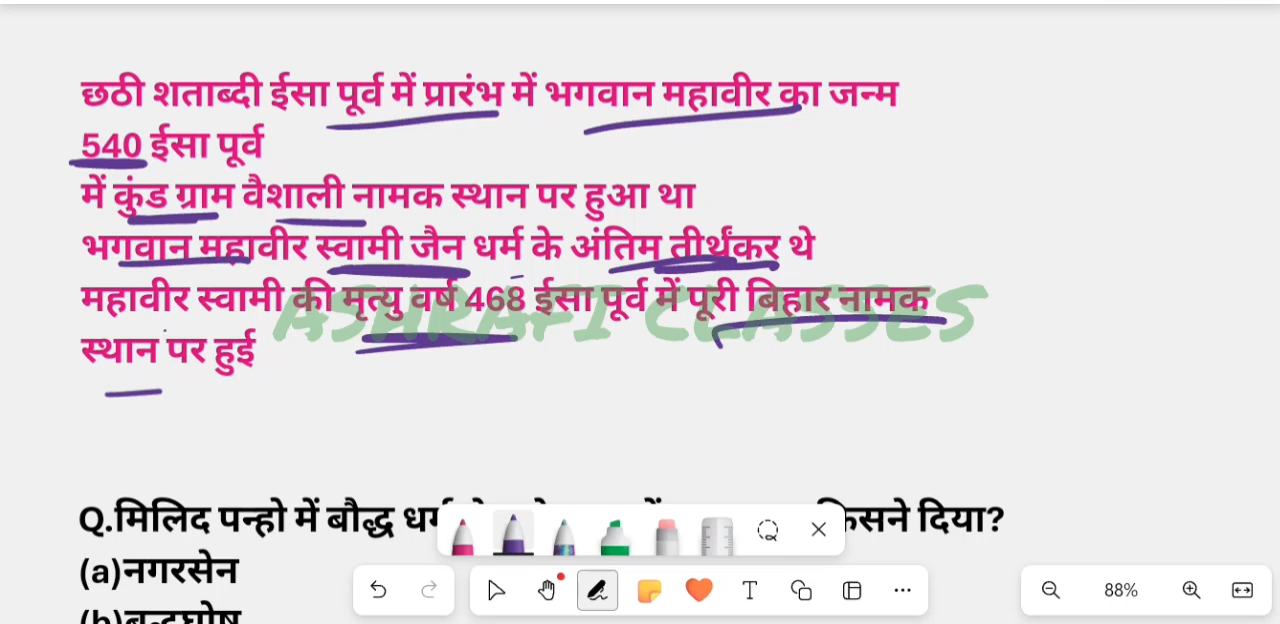 छठी शताब्दी ईसा पूर्व में प्रारंभ में भगवान महावीर का जन्म
540 ईसा पूर्व
में कुंड ग्राम वैशाली नामक स्थान पर हुआ था
भगवान महावीर स्वामी जैन धर्म के अंतिम तीर्थंकर थे
महावीर स्वामी की मृत्यु वर्ष 468 ईसा पूर्व में पूरी बिहार नामक
ASHRAFI CLASSES
स्थान पर हुई
Q.मिलिद पन्हो में बौद्ध किसने दिया?
(a)नगरसेन
(b)बुद्धघोष
88%